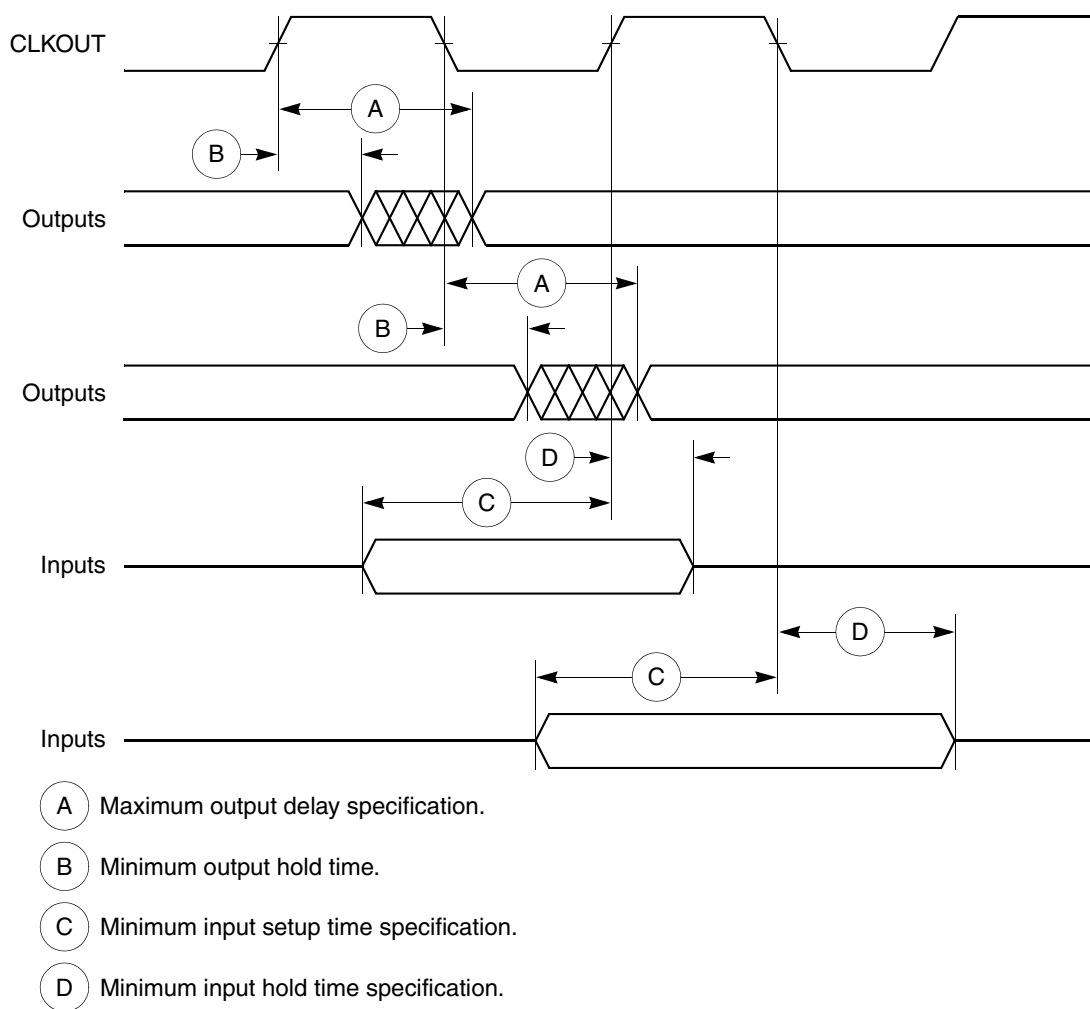 CLKOUT
A
B
Outputs
A
B
Outputs
D
C
Inputs
D
C
Inputs
A Maximum output delay specification.
B Minimum output hold time.
C Minimum input setup time specification.
D Minimum input hold time specification.